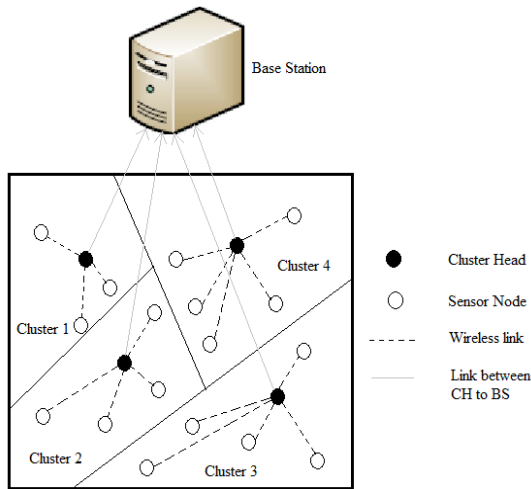 Base Station
Cluster 4
Cluster Head
Sensor Node
Cluster 1
Wireless link
Link between
CH to BS
Cluster 2
Cluster 3